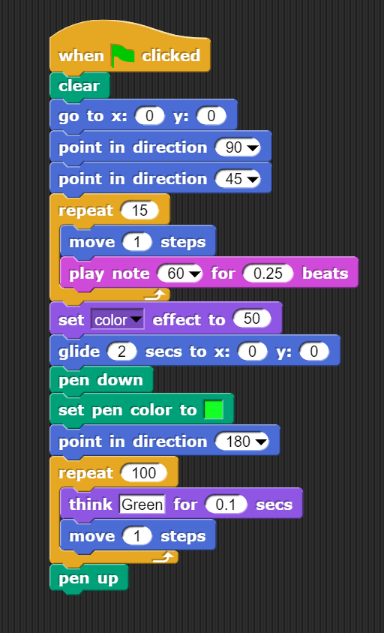 when clicked
clear
go to x: 0 y: 0
point in direction 90
point in direction 45
repeat 15
move 1 steps
play note 60 for 0.25 beats
set color effect to 50
glide 2 secs to x: 0 y: 0
pen down
set pen color to
point in direction 180
repeat 100
think Green for 0.1 secs
move 1 steps
pen up